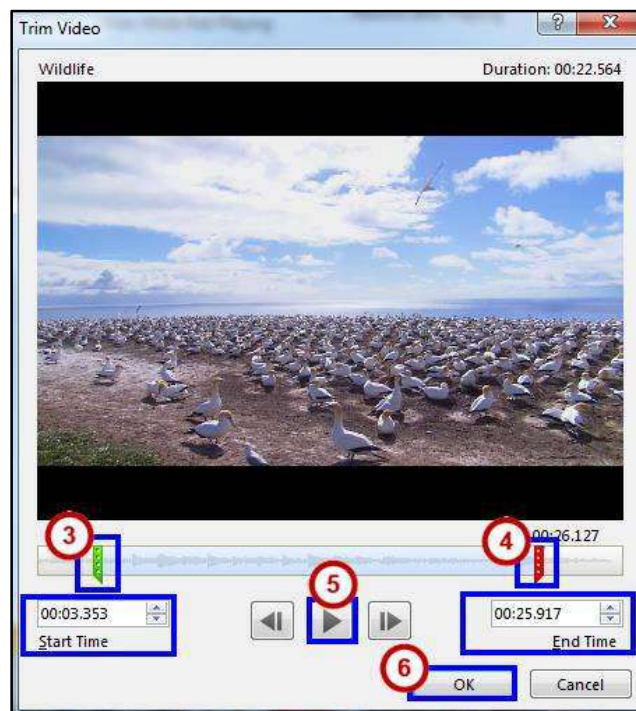 Trim Video
Wildlife
Duration: 00:22.564
3
4
00:26.127
5
00:03.353
00:25.917
Start Time
End Time
6
OK
Cancel